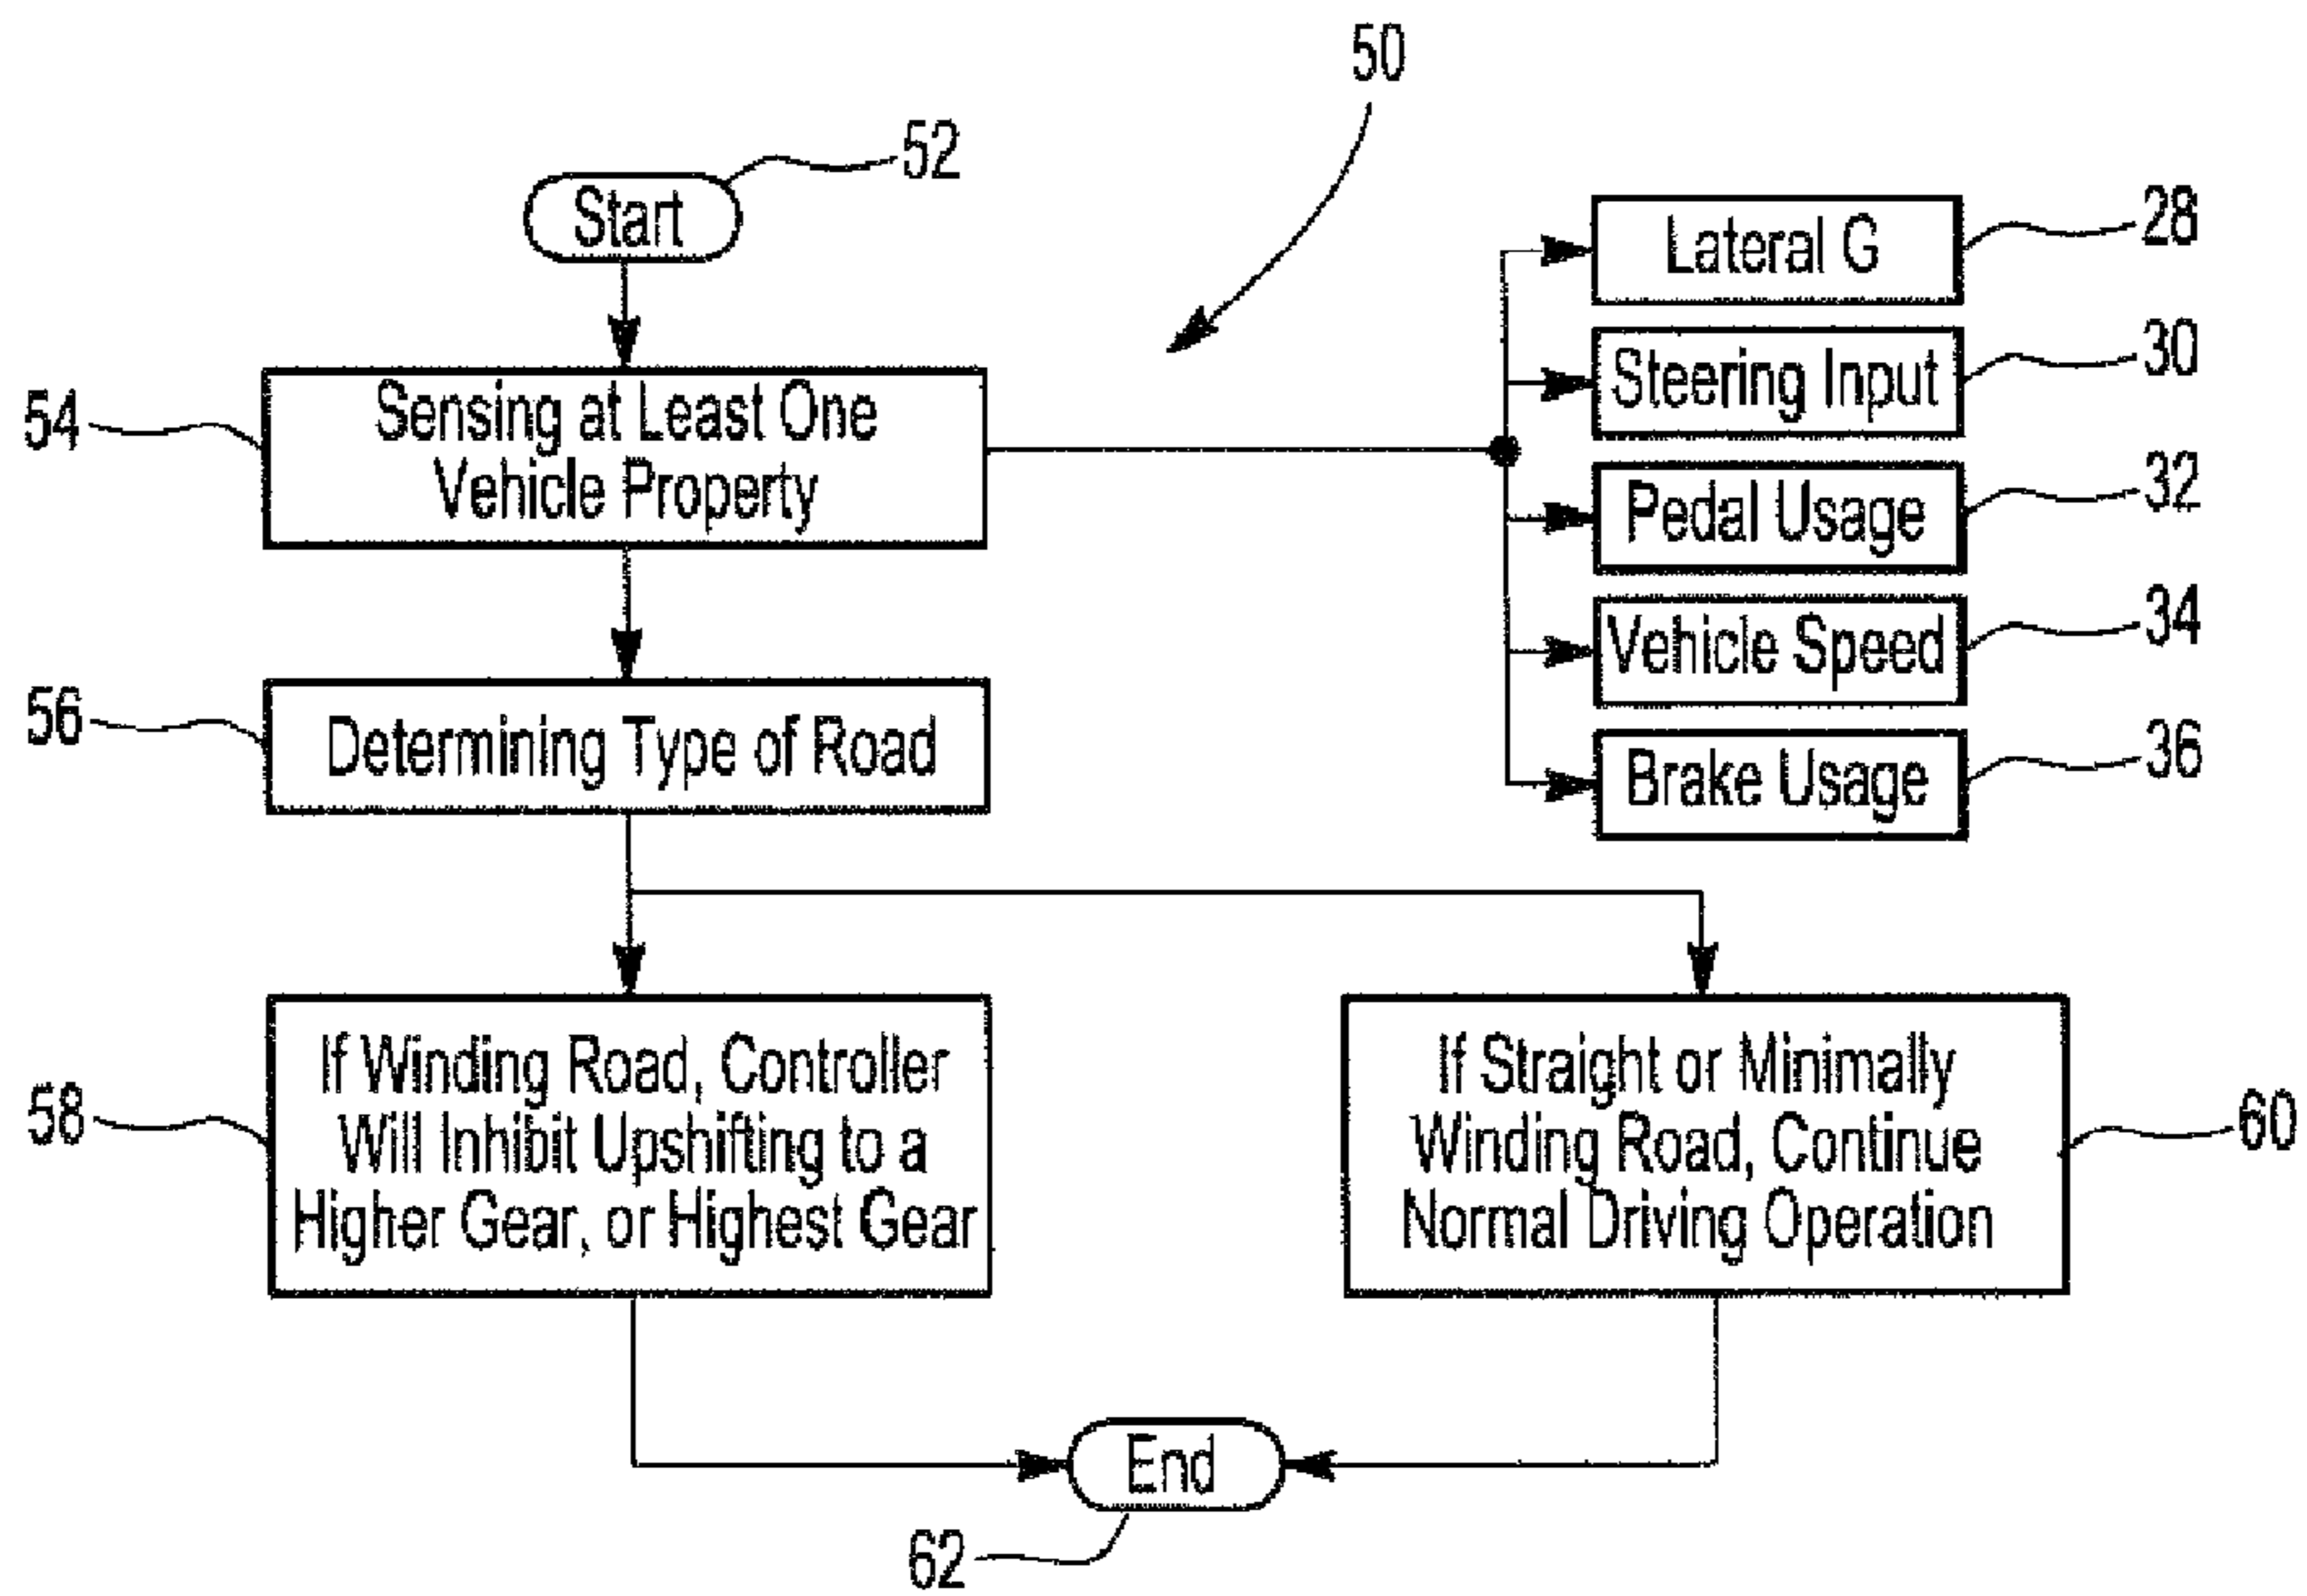 50
52
Start
Lateral G
28
Steering Input
30
54
Sensing at Least One
Vehicle Property
Pedal Usage
32
Vehicle Speed
34
56
Determining Type of Road
Brake Usage
36
58
If Winding Road, Controller
Will Inhibit Upshifting to a
Higher Gear, or Highest Gear
If Straight or Minimally
Winding Road, Continue
Normal Driving Operation
60
End
62